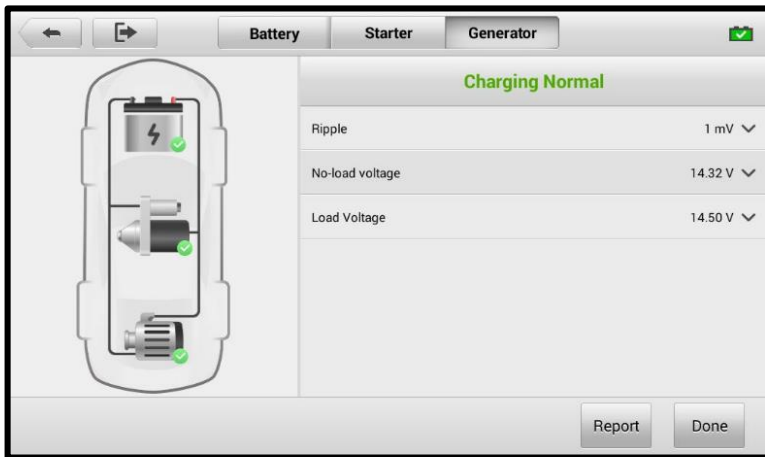 Battery Starter Generator
Charging Normal
Ripple 1 mV
No-load voltage 14.32 V
Load Voltage 14.50 V
Report Done